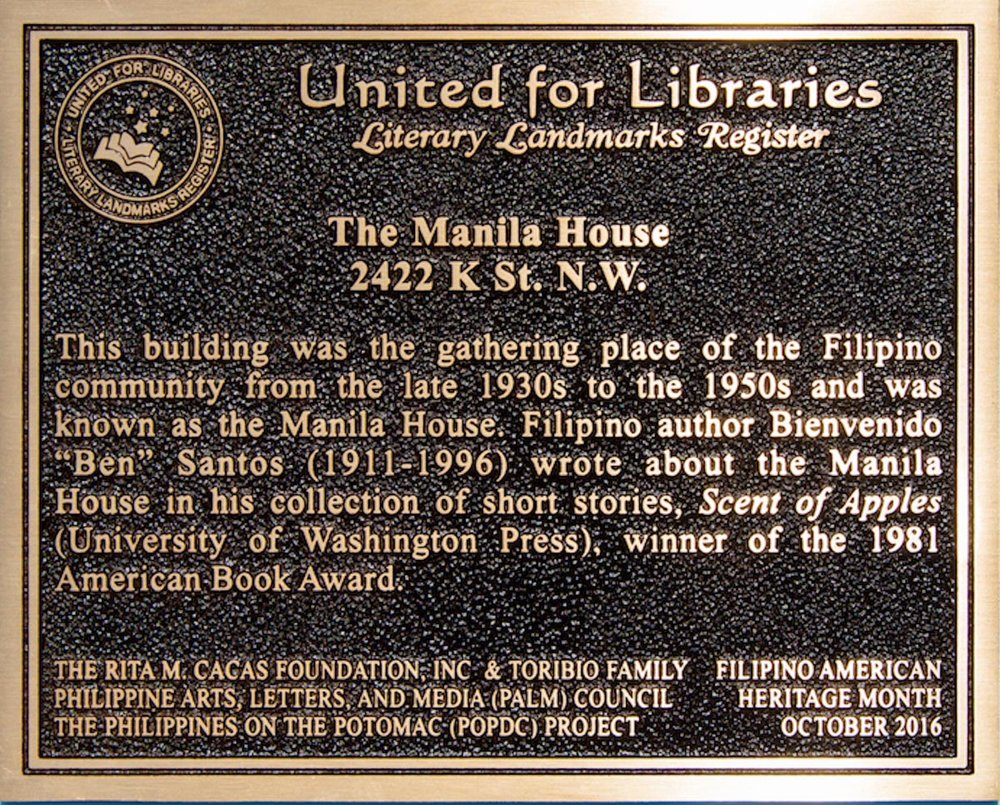 UNITED FOR LIBRARIES
LITERARY LANDMARKS REGISTER
United for Libraries
Literary Landmarks Register
The Manila House
2422 K St. N.W.
This building was the gathering place of the Filipino
community from the late 1930s to the 1950s and was
known as the Manila House. Filipino author Bienvenido
“Ben” Santos (1911-1996) wrote about the Manila
House in his collection of short stories, Scent of Apples
(University of Washington Press), winner of the 1981
American Book Award.
THE RITA M. CACAS FOUNDATION, INC & TORIBIO FAMILY
PHILIPPINE ARTS, LETTERS, AND MEDIA (PALM) COUNCIL
THE PHILIPPINES ON THE POTOMAC (POPDC) PROJECT
FILIPINO AMERICAN
HERITAGE MONTH
OCTOBER 2016